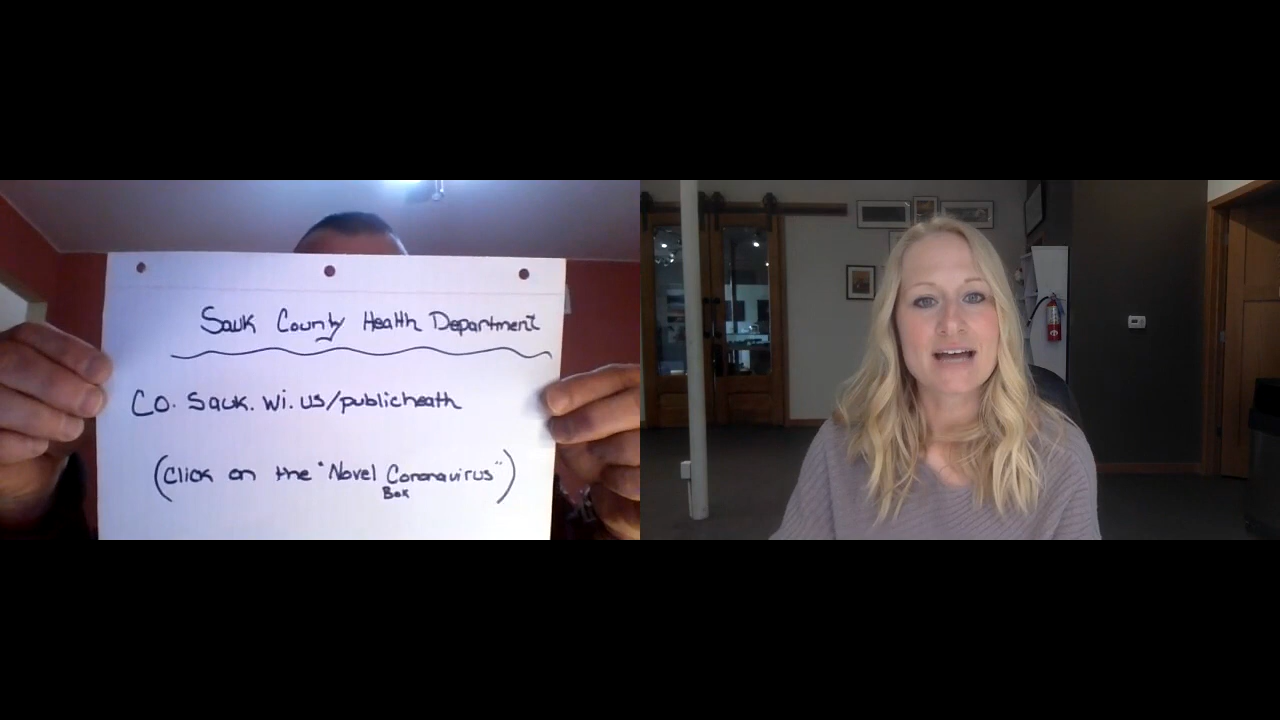 Sauk County Health Department
Co. Sauk. wi. us/publicheath
(Click on the "Novel Coronavirus")
Box